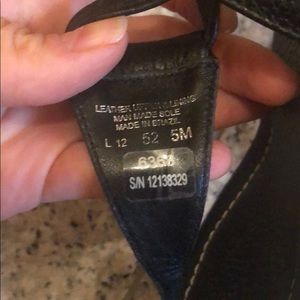 LEATHER UPPER & LINING
MAN MADE SOLE
MADE IN BRAZIL
L 12 52 5M
S/N 12138329